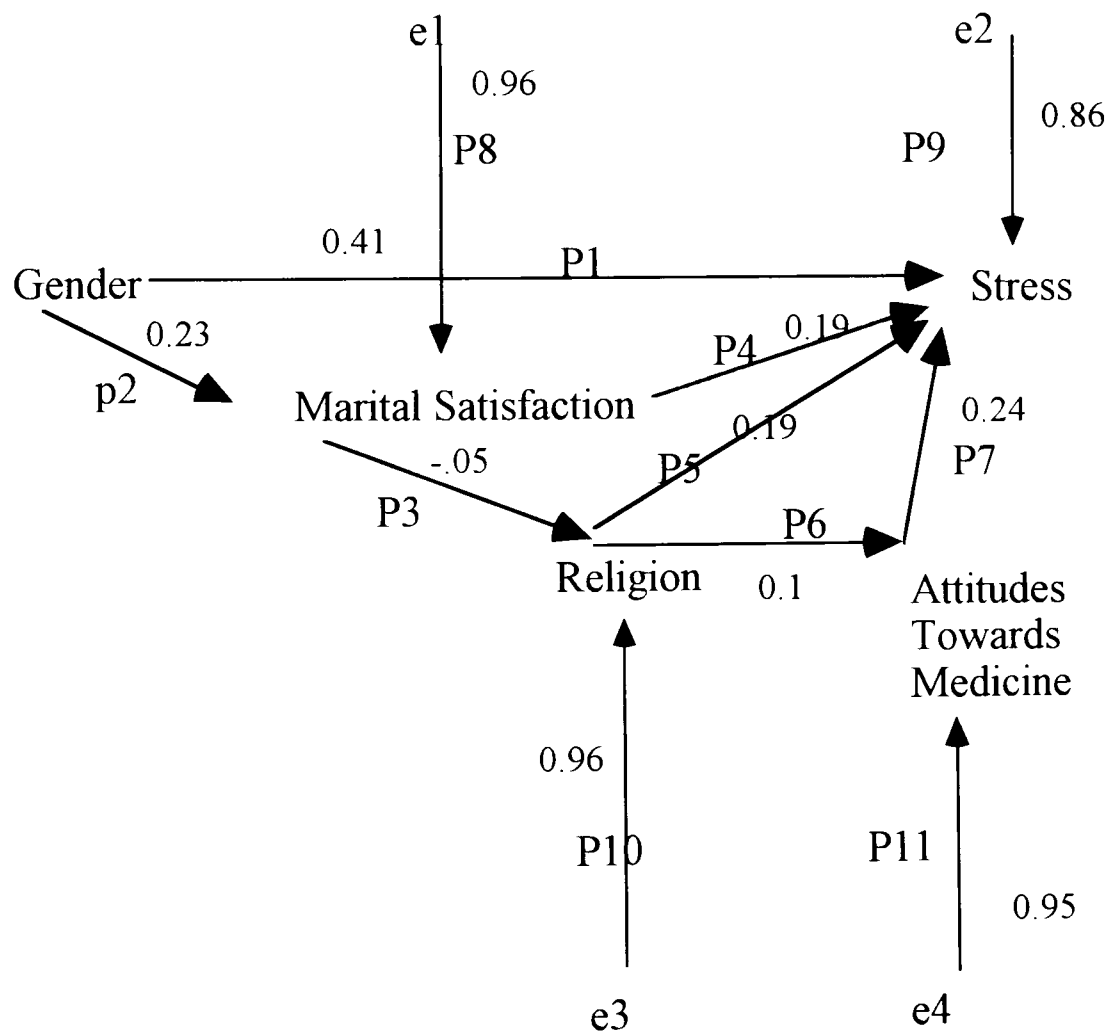 e1
e2
0.96
0.86
P8
P9
0.41
P1
Gender
Stress
0.23
0.19
P4
p2
Marital Satisfaction
0.24
0.19
-.05
P5
P7
P3
P6
Religion
0.1
Attitudes
Towards
Medicine
0.96
P10
P11
0.95
e3
e4